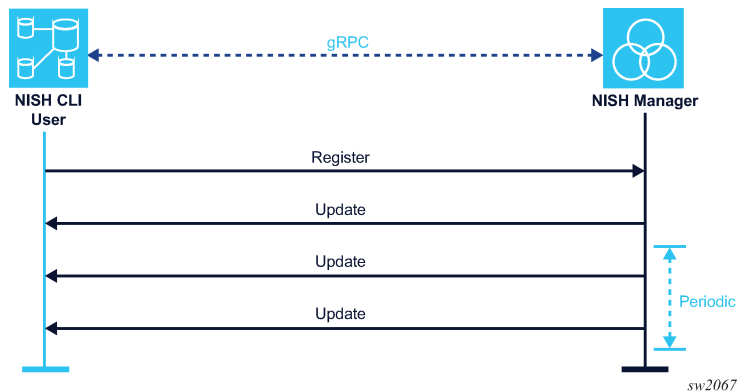 gRPC
NISH CLI
User
NISH Manager
Register
Update
Update
Periodic
Update
sw2067